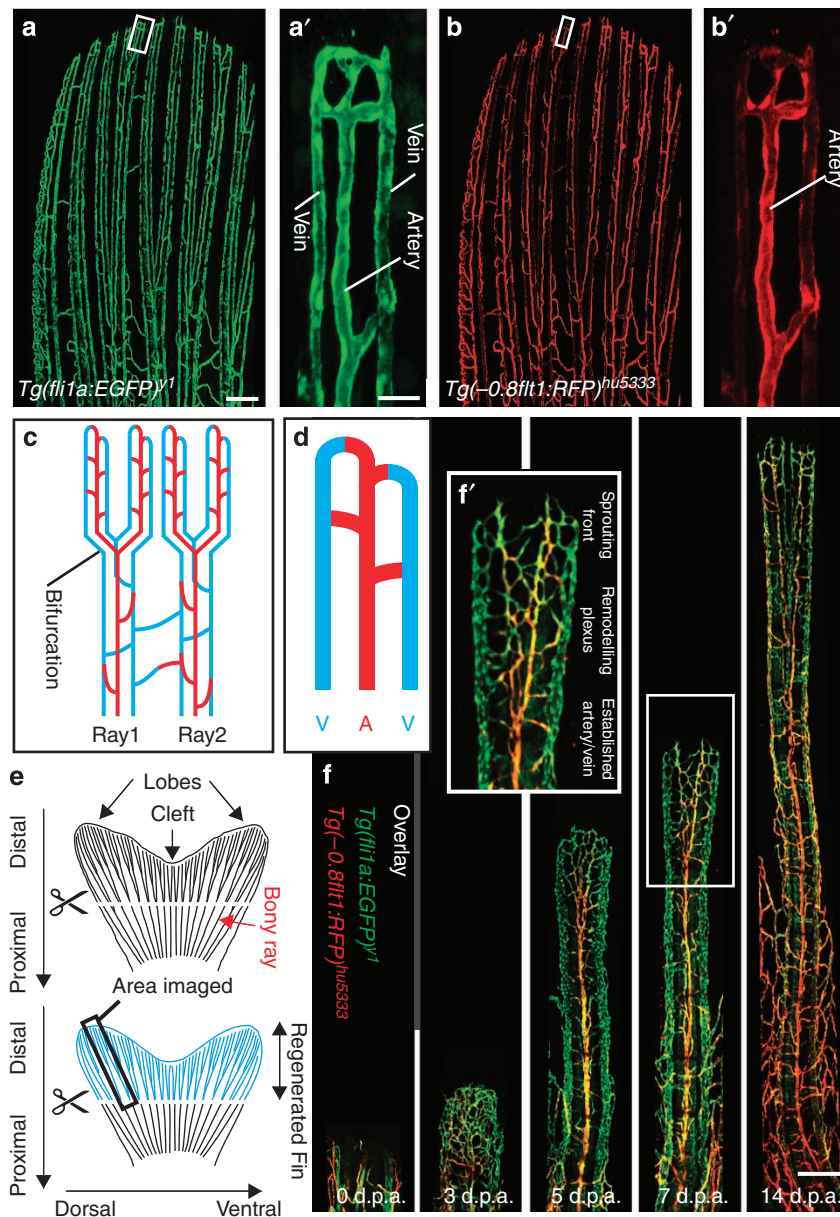 a
a′
b
b′
Vein
Vein
Artery
Artery
Tg(fli1a:EGFP)y1
Tg(–0.8flt1:RFP)hu5333
c
Bifurcation
Ray1
Ray2
d
V
A
V
e
Lobes
Cleft
Distal
Proximal
Bony ray
Area imaged
Distal
Proximal
Regenerated Fin
Dorsal
Ventral
f
Overlay
Tg(fli1a:EGFP)y1
Tg(–0.8flt1:RFP)hu5333
f′
Sprouting
front
Remodelling
plexus
Established
artery/vein
0 d.p.a.
3 d.p.a.
5 d.p.a.
7 d.p.a.
14 d.p.a.